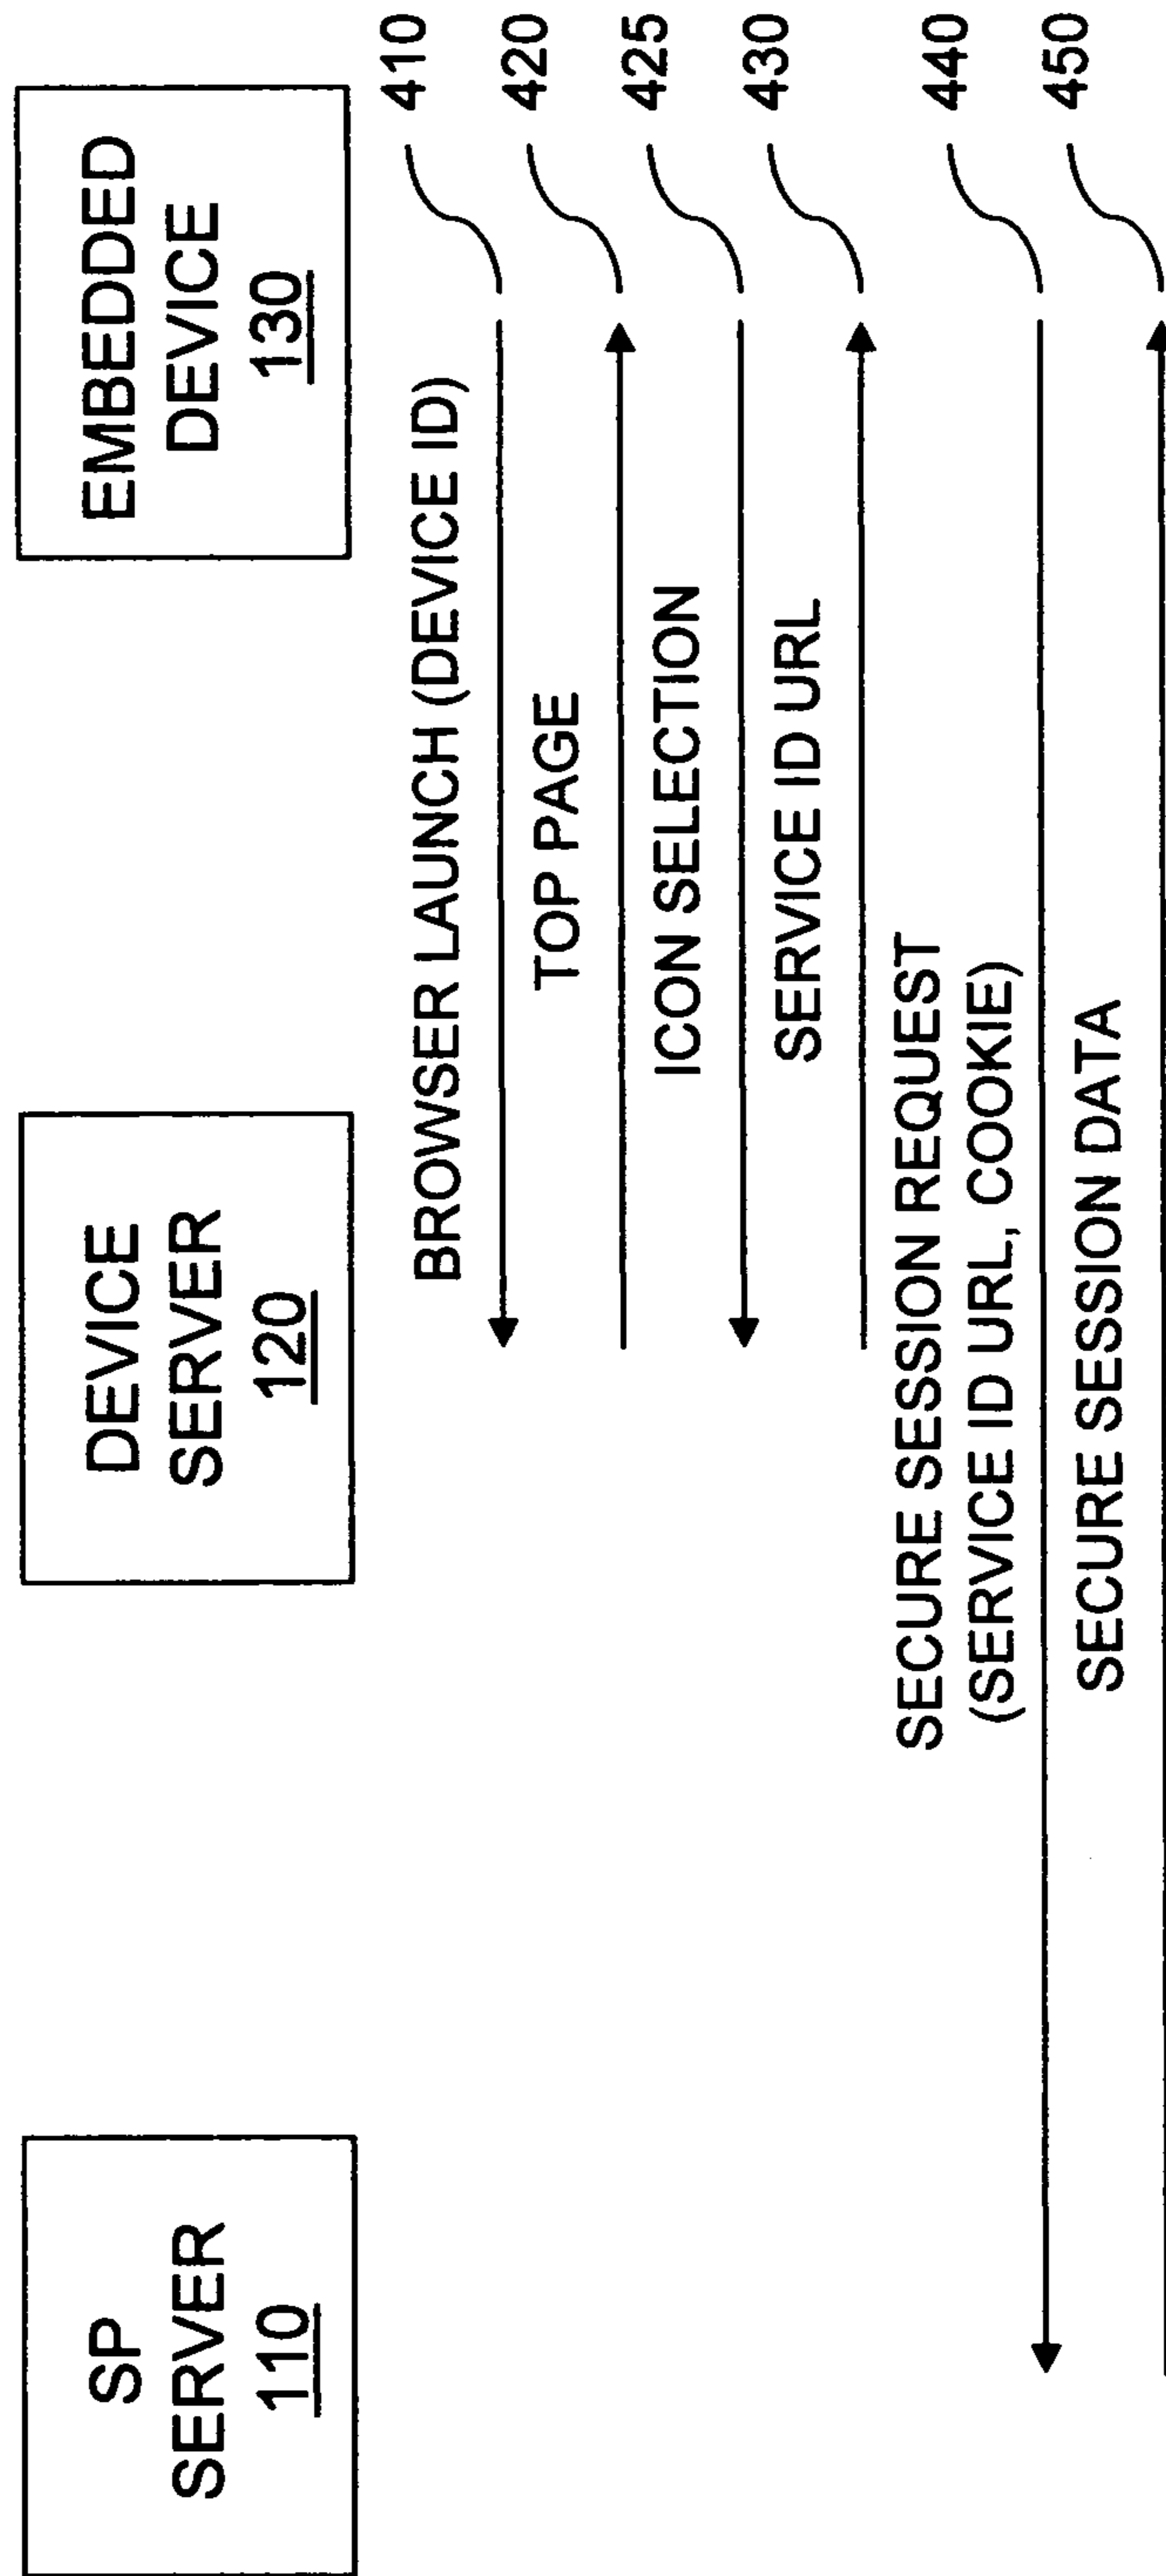 SP
SERVER
110
DEVICE
SERVER
120
EMBEDDED
DEVICE
130
BROWSER LAUNCH (DEVICE ID)
410
TOP PAGE
420
ICON SELECTION
425
SERVICE ID URL
430
SECURE SESSION REQUEST
(SERVICE ID URL, COOKIE)
440
SECURE SESSION DATA
450